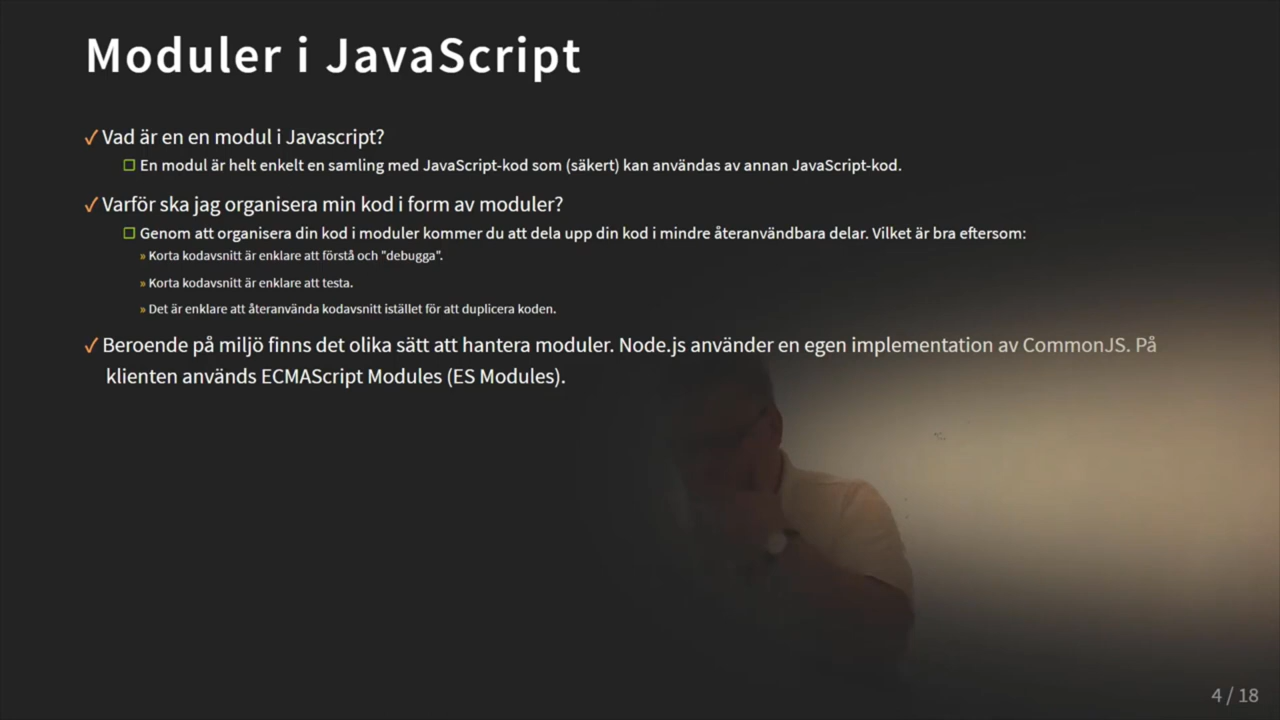 Moduler i JavaScript
✓ Vad är en en modul i Javascript?
☐ En modul är helt enkelt en samling med JavaScript-kod som (säkert) kan användas av annan JavaScript-kod.
✓ Varför ska jag organisera min kod i form av moduler?
☐ Genom att organisera din kod i moduler kommer du att dela upp din kod i mindre återanvändbara delar. Vilket är bra eftersom:
» Korta kodavsnitt är enklare att förstå och "debugga".
» Korta kodavsnitt är enklare att testa.
» Det är enklare att återanvända kodavsnitt istället för att duplicera koden.
✓ Beroende på miljö finns det olika sätt att hantera moduler. Node.js använder en egen implementation av CommonJS. På
klienten används ECMAScript Modules (ES Modules).
4 / 18